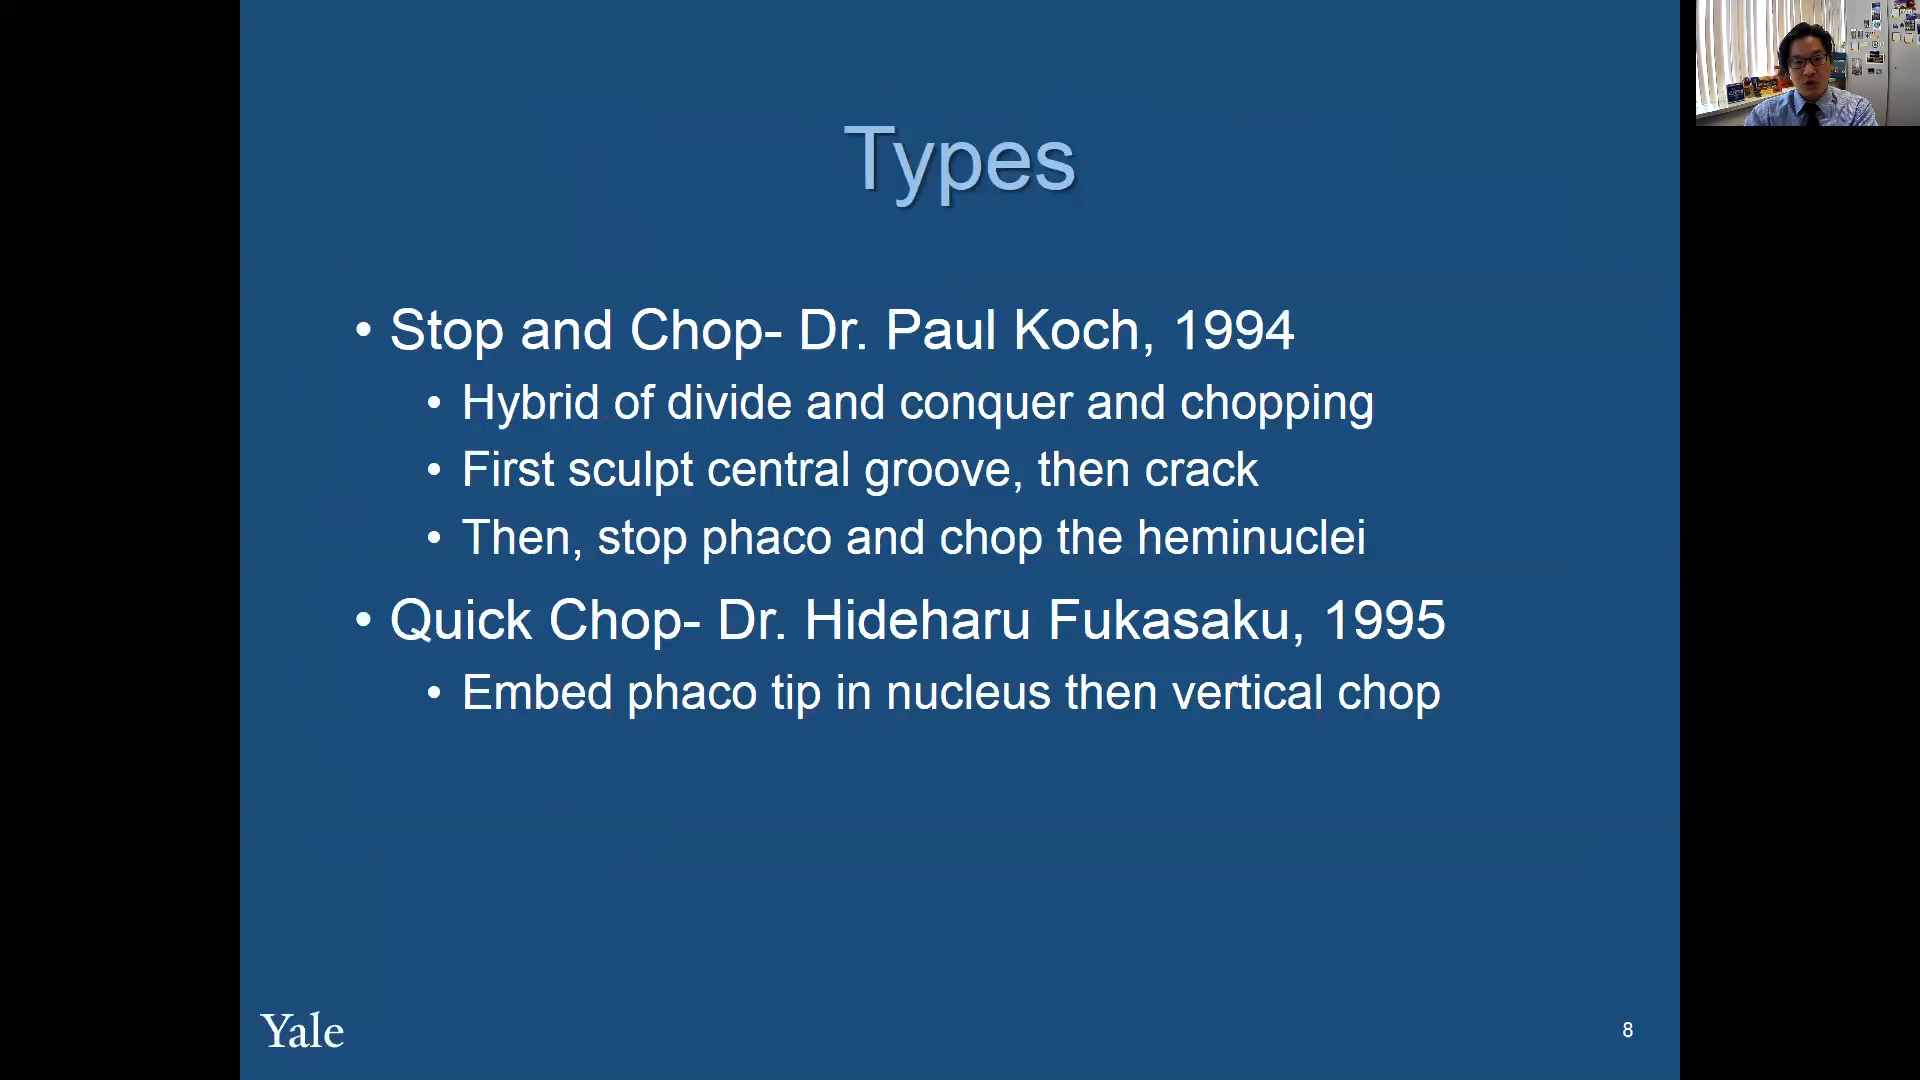 Types
• Stop and Chop- Dr. Paul Koch, 1994
• Hybrid of divide and conquer and chopping
• First sculpt central groove, then crack
• Then, stop phaco and chop the heminuclei
• Quick Chop- Dr. Hideharu Fukasaku, 1995
• Embed phaco tip in nucleus then vertical chop
Yale
8